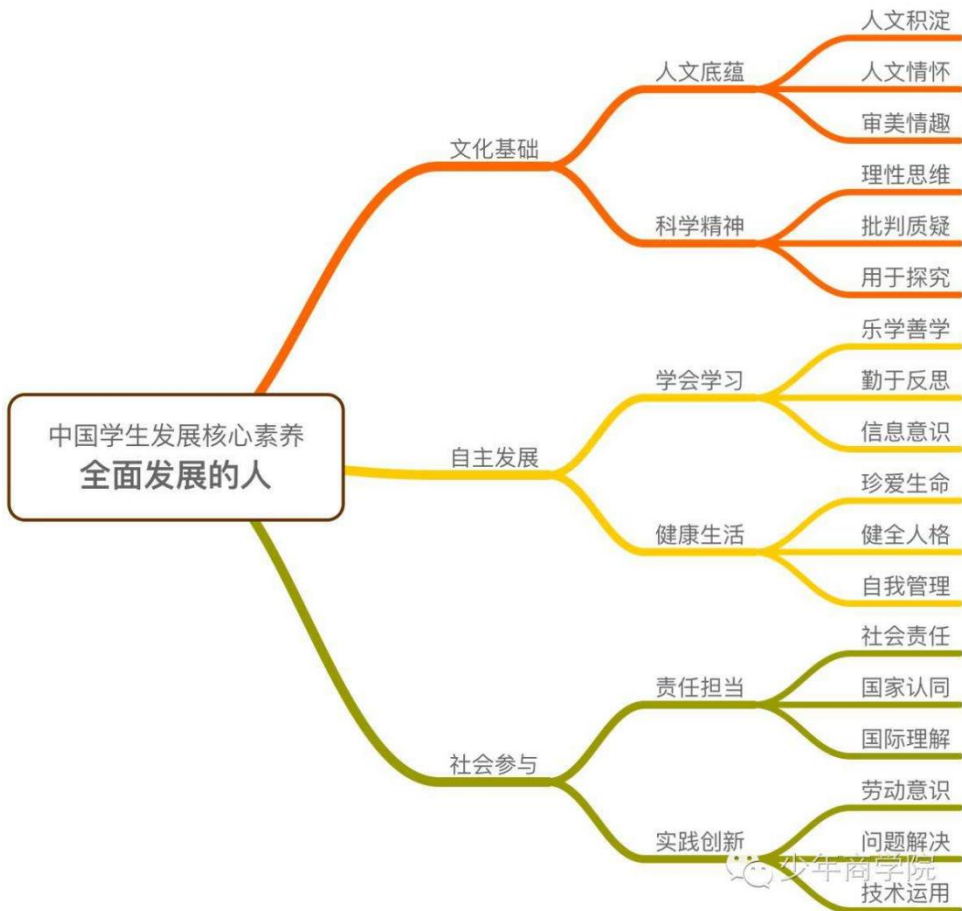 中国学生发展核心素养
全面发展的人
文化基础
人文底蕴
人文积淀
人文情怀
审美情趣
科学精神
理性思维
批判质疑
用于探究
自主发展
学会学习
乐学善学
勤于反思
信息意识
健康生活
珍爱生命
健全人格
自我管理
社会参与
责任担当
社会责任
国家认同
国际理解
实践创新
劳动意识
问题解决
技术运用
少年商学院